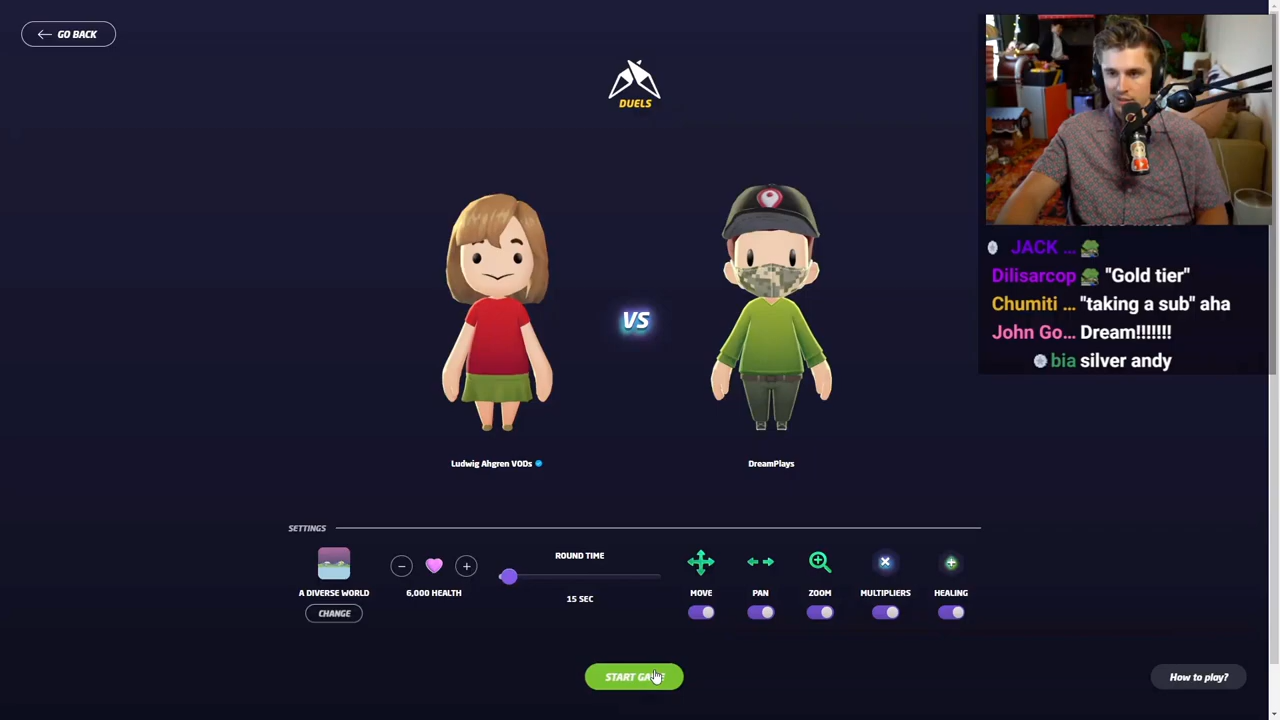 GO BACK
DUELS
JACK ...
Dilisarcop "Gold tier"
Chumiti ... "taking a sub" aha
John Go... Dream!!!!!!!
bia silver andy
VS
Ludwig Ahgren VODs
DreamPlays
SETTINGS
A DIVERSE WORLD
CHANGE
6,000 HEALTH
ROUND TIME
15 SEC
MOVE
PAN
ZOOM
MULTIPLIERS
HEALING
START GA
How to play?